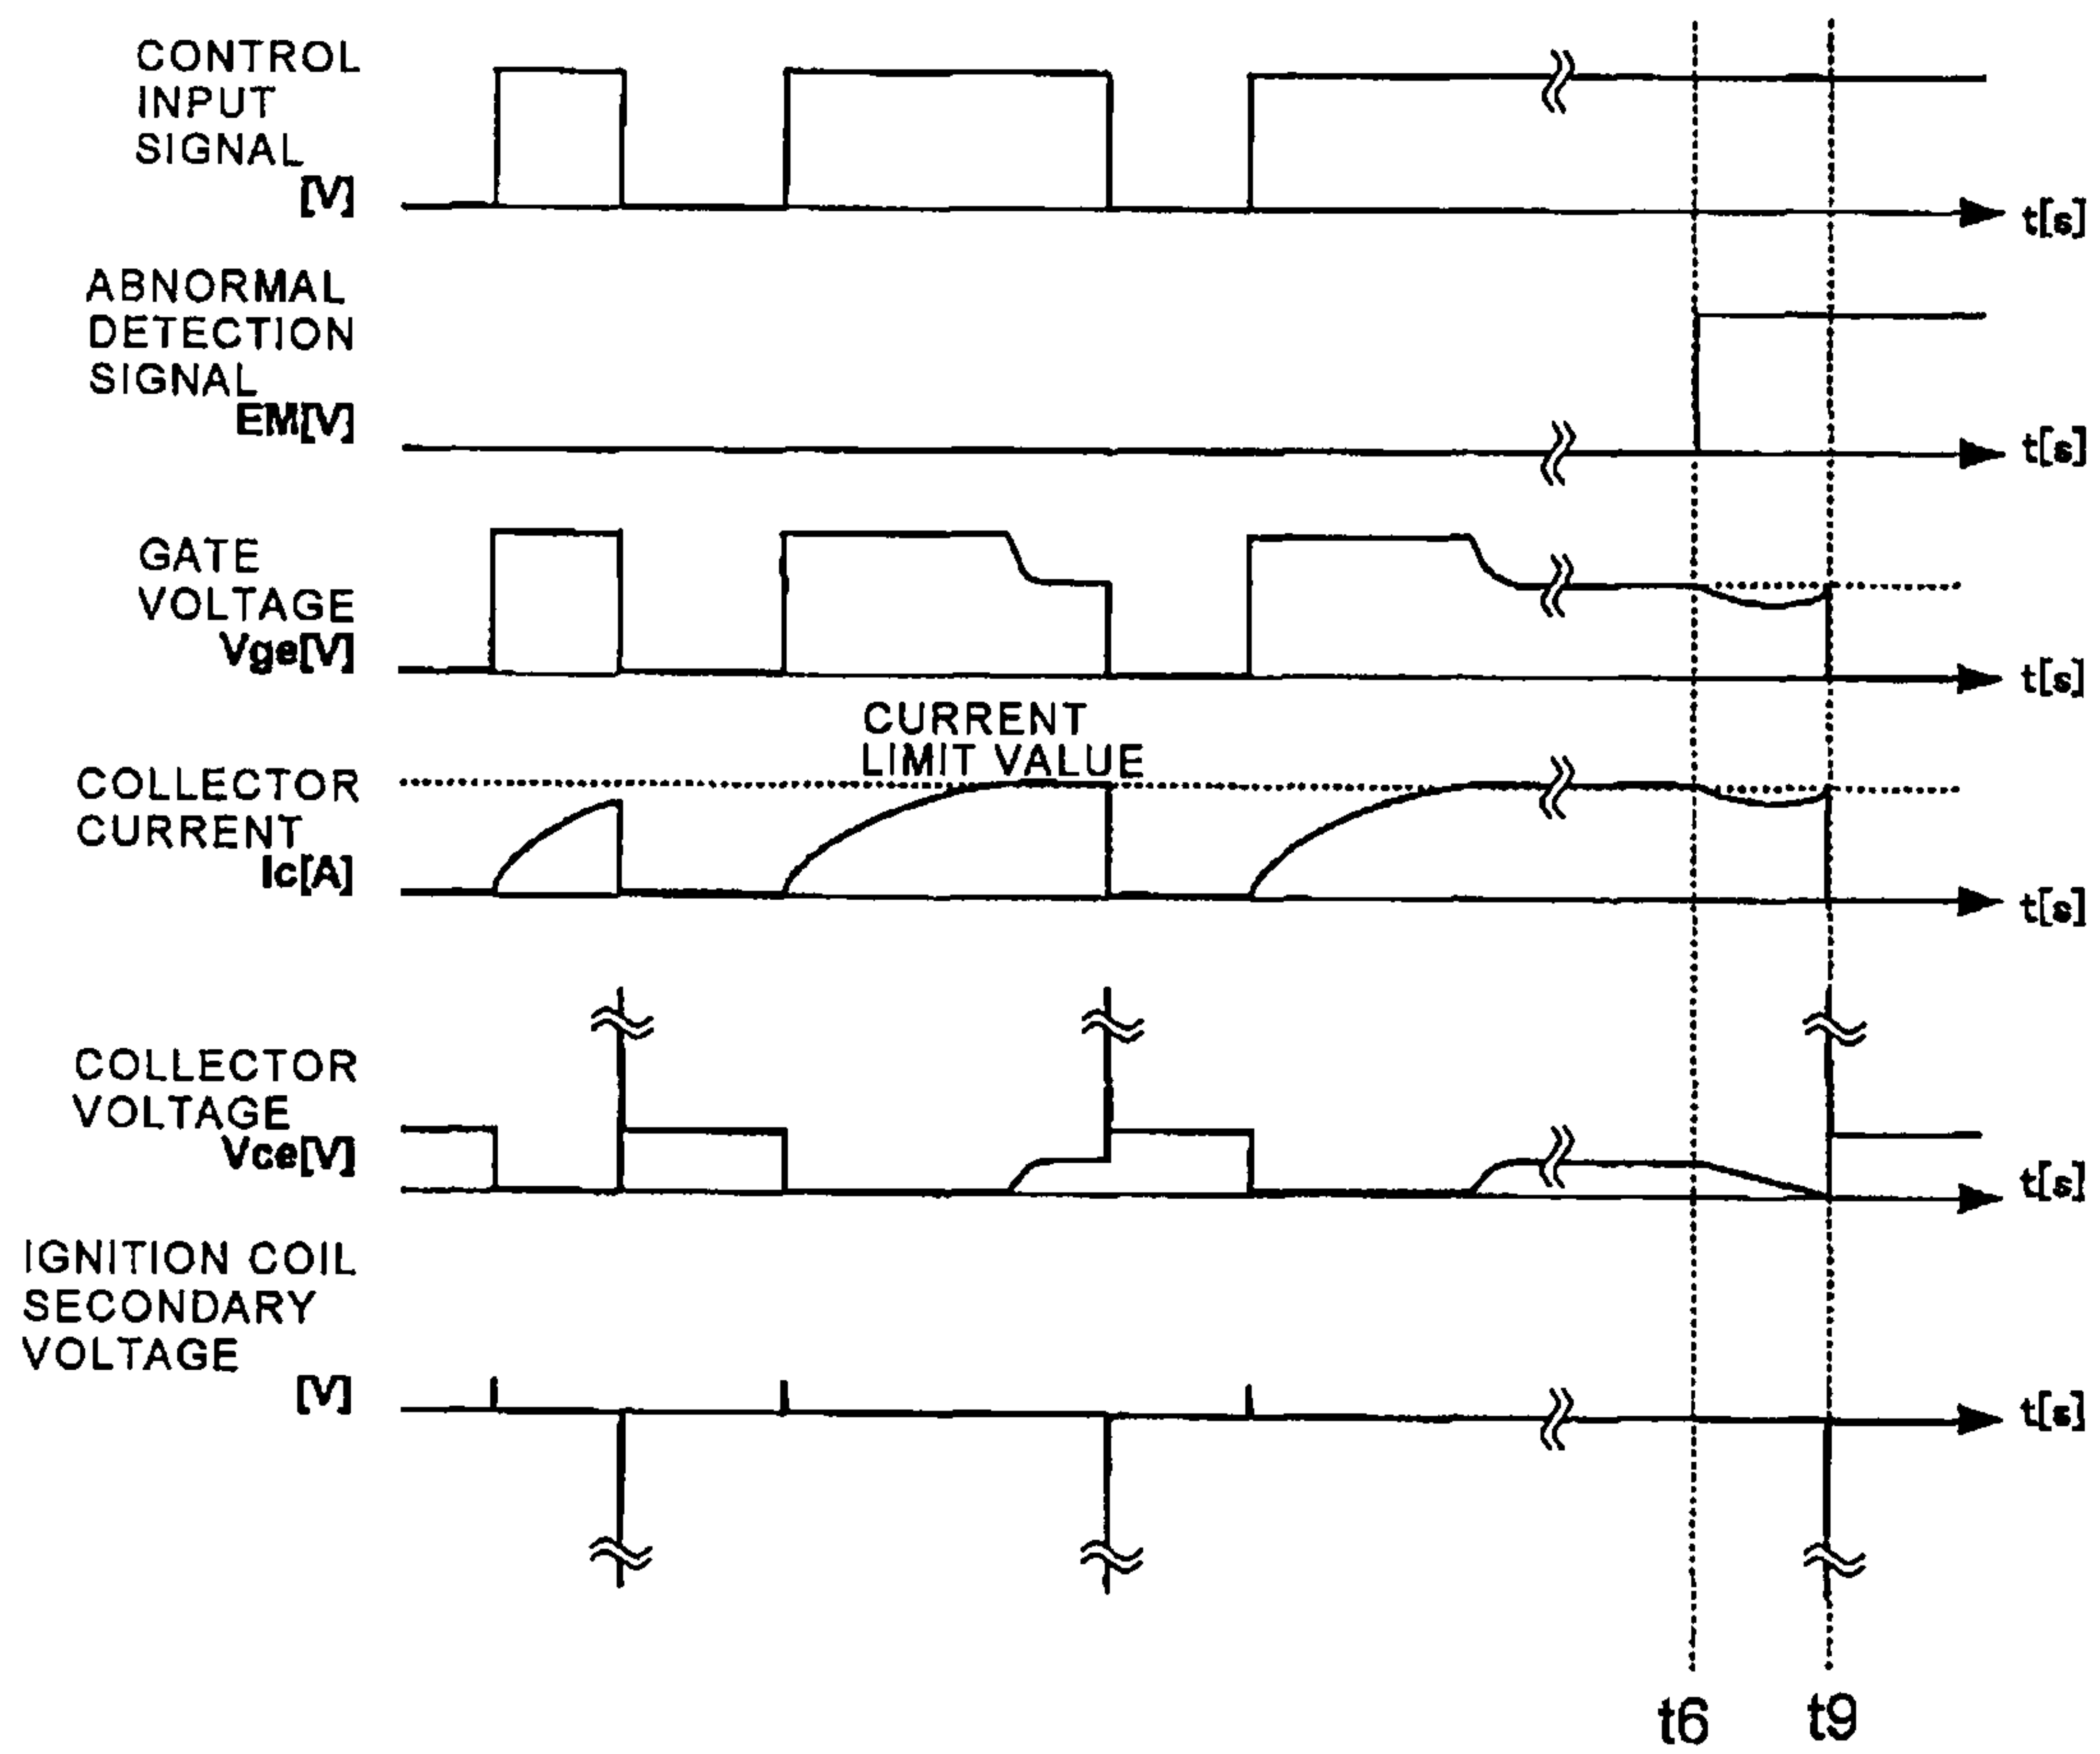 CONTROL
INPUT
SIGNAL
[V]
t[s]
ABNORMAL
DETECTION
SIGNAL
EM[V]
t[s]
GATE
VOLTAGE
Vge[V]
t[s]
CURRENT
LIMIT VALUE
COLLECTOR
CURRENT
Ic[A]
t[s]
COLLECTOR
VOLTAGE
Vce[V]
t[s]
IGNITION COIL
SECONDARY
VOLTAGE
[V]
t[s]
t6
t9